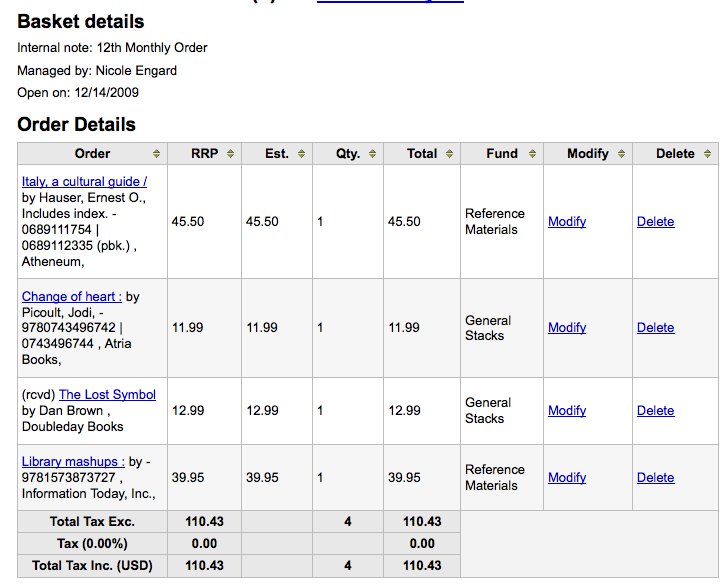 Basket details
Internal note: 12th Monthly Order
Managed by: Nicole Engard
Open on: 12/14/2009
Order Details
Order RRP Est. Qty. Total Fund Modify Delete
Italy, a cultural guide /
by Hauser, Ernest O.,
Includes index. -
0689111754 |
0689112335 (pbk.) ,
Atheneum,
45.50 45.50 1 45.50
Reference
Materials
Modify Delete
Change of heart : by
Picoult, Jodi, -
9780743496742 |
0743496744 , Atria
Books,
11.99 11.99 1 11.99
General
Stacks
Modify Delete
(rcvd) The Lost Symbol
by Dan Brown ,
Doubleday Books
12.99 12.99 1 12.99
General
Stacks
Modify Delete
Library mashups : by -
9781573873727 ,
Information Today, Inc.,
39.95 39.95 1 39.95
Reference
Materials
Modify Delete
Total Tax Exc. 110.43 4 110.43
Tax (0.00%) 0.00 0.00
Total Tax Inc. (USD) 110.43 4 110.43